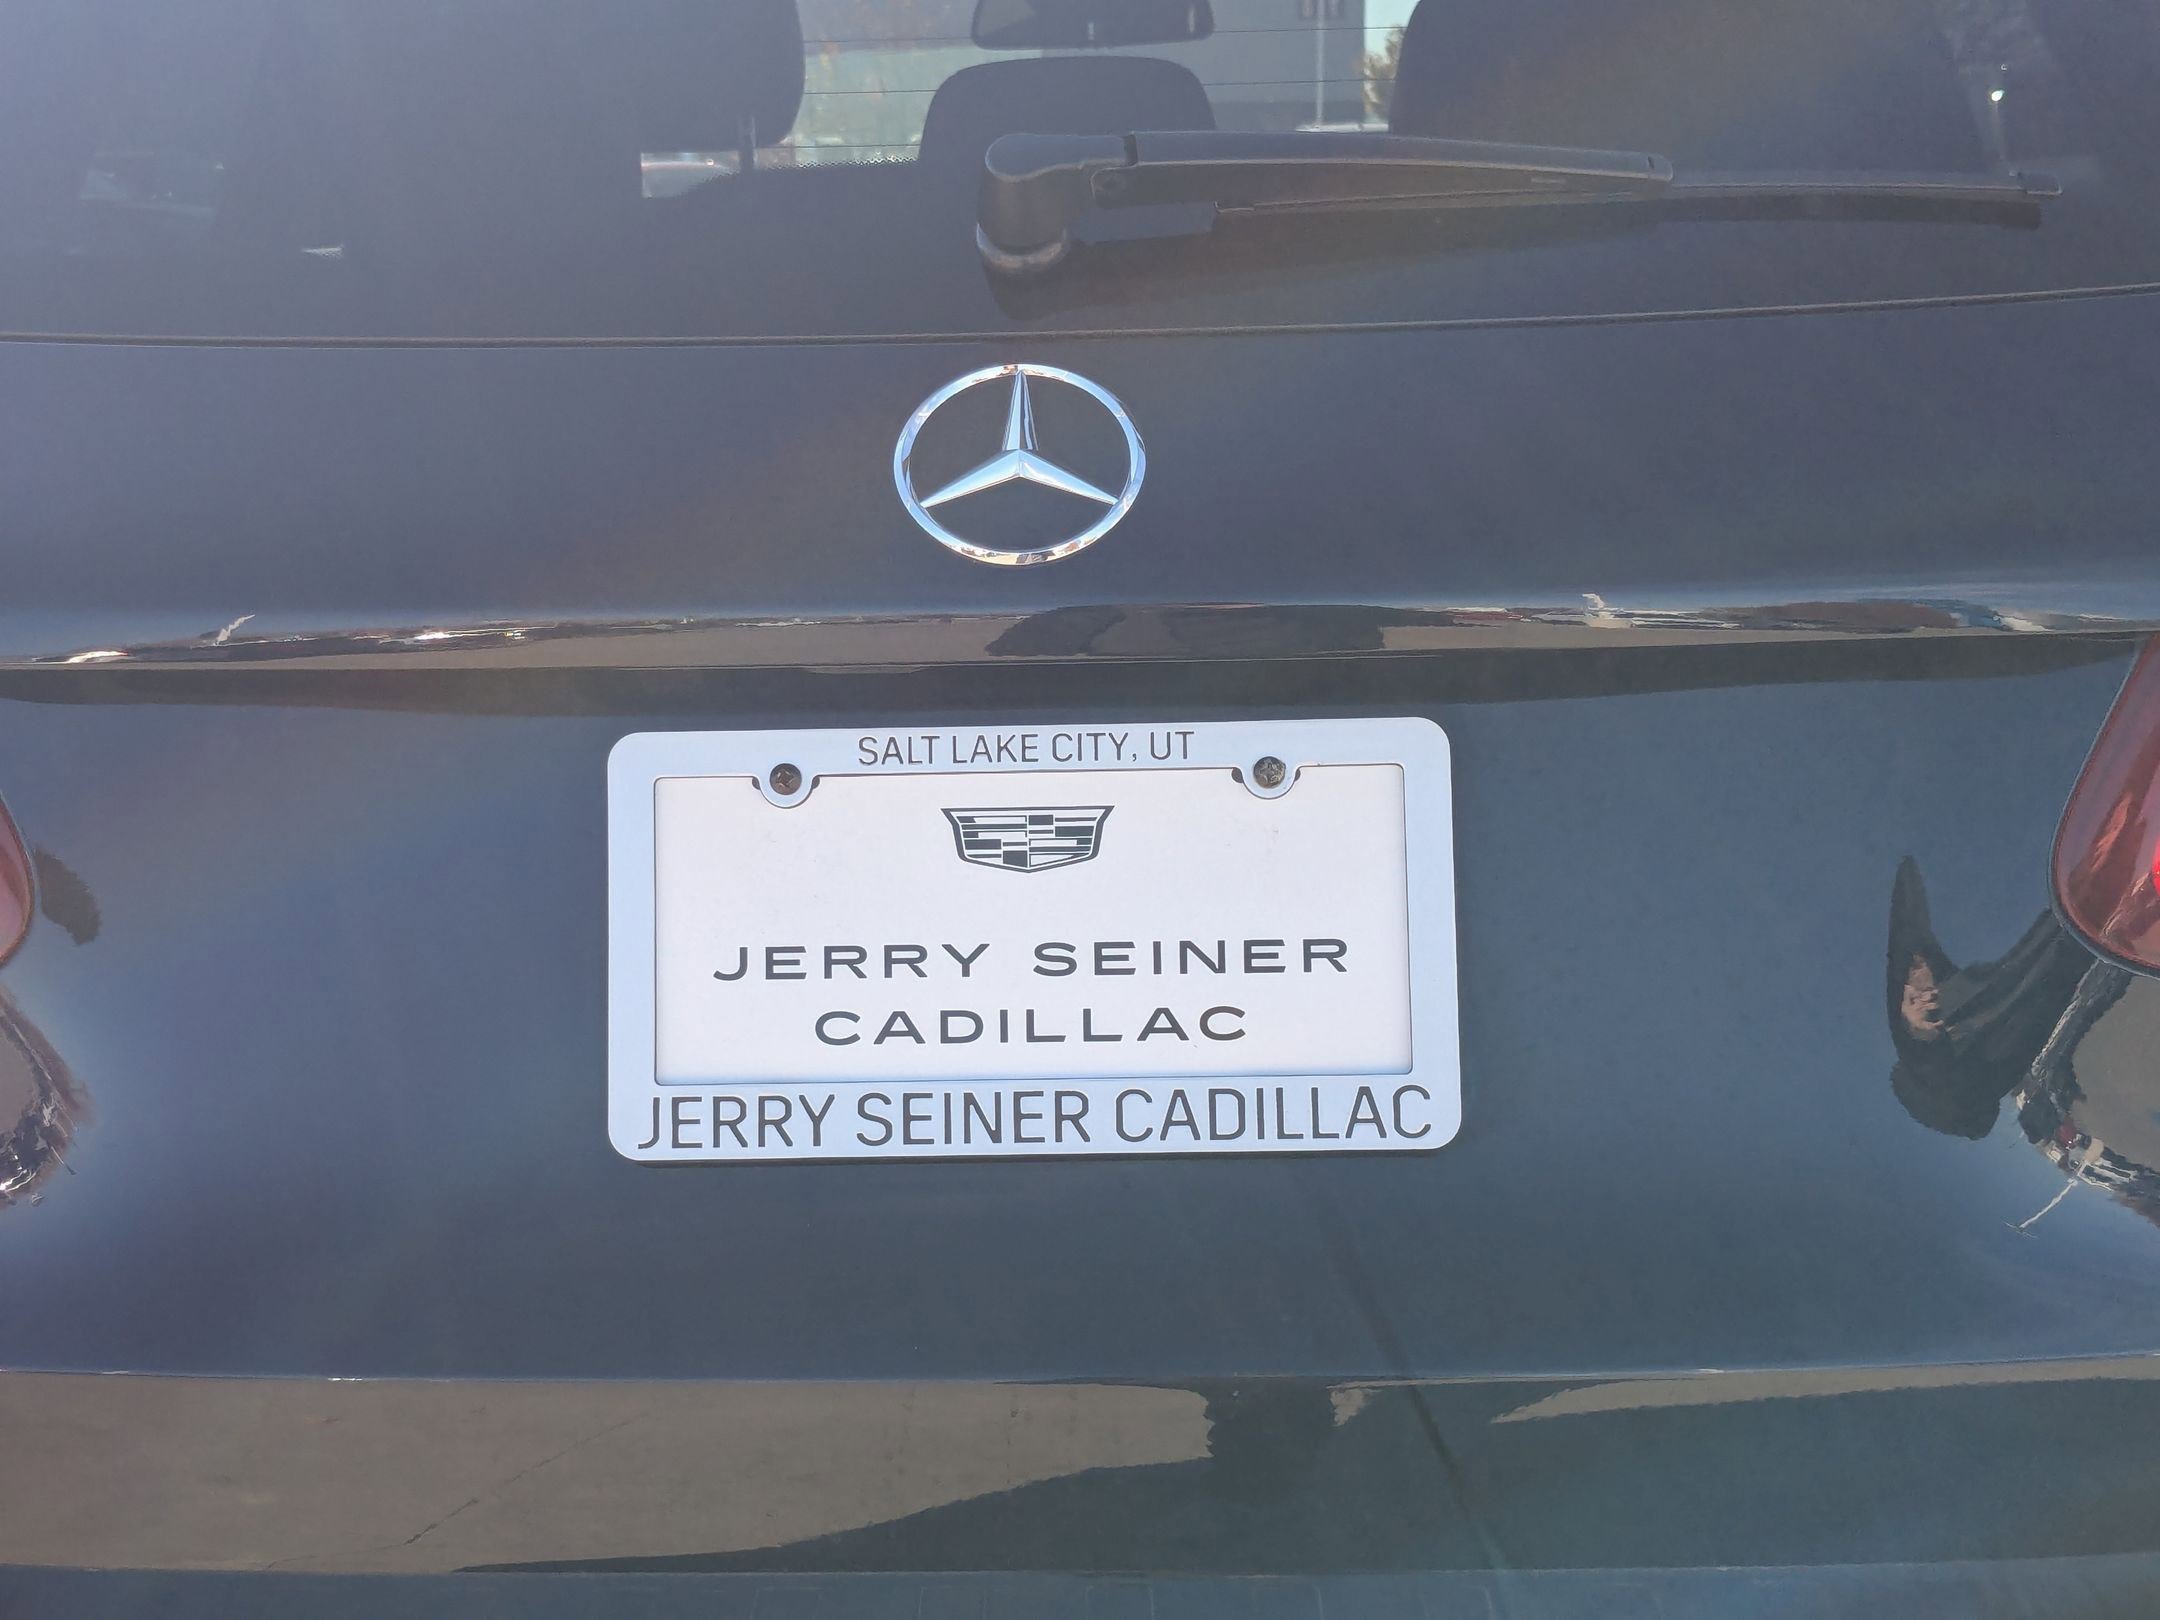 SALT LAKE CITY, UT
JERRY SEINER
CADILLAC
JERRY SEINER CADILLAC